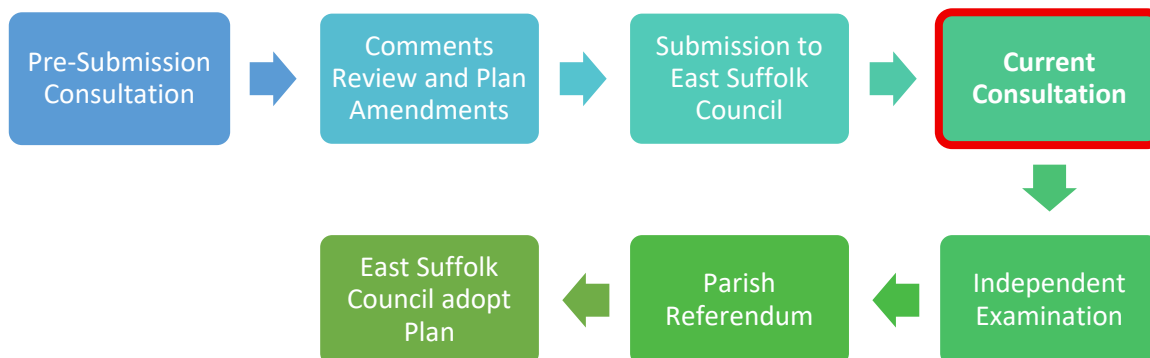 Pre-Submission
Consultation
Comments
Review and Plan
Amendments
Submission to
East Suffolk
Council
Current
Consultation
Independent
Examination
Parish
Referendum
East Suffolk
Council adopt
Plan